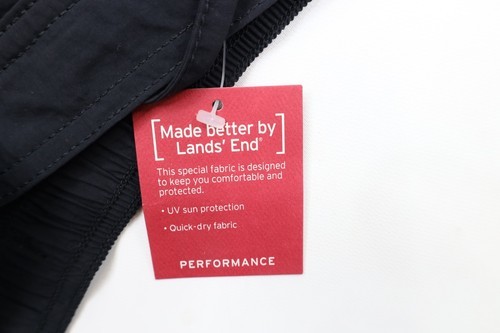 [Made better by
Lands' End®]
This special fabric is designed
to keep you comfortable and
protected.
• UV sun protection
• Quick-dry fabric
PERFORMANCE